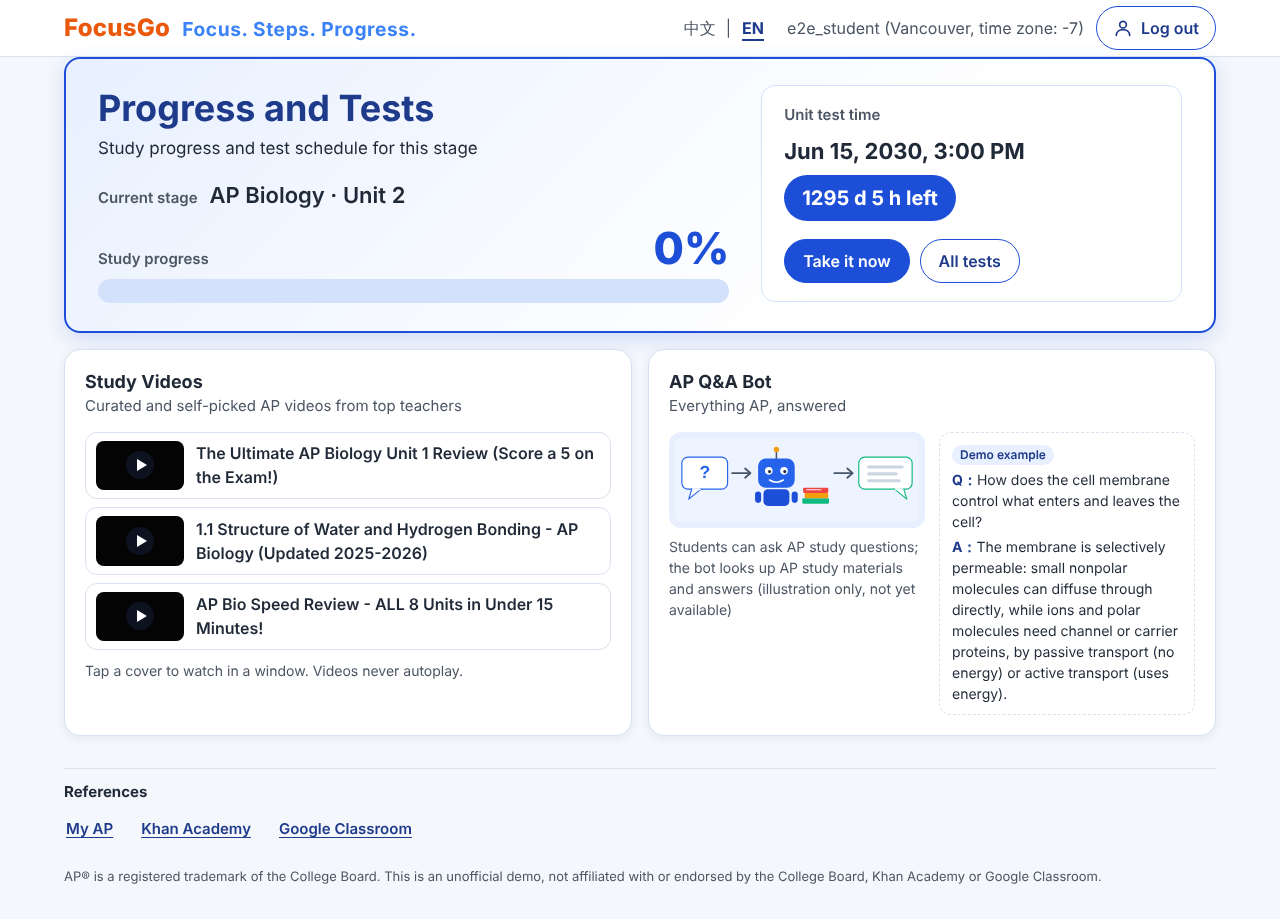 FocusGo Focus. Steps. Progress.
中文 | EN e2e_student (Vancouver, time zone: -7) Log out
Progress and Tests
Study progress and test schedule for this stage
Current stage AP Biology · Unit 2
Study progress 0%
Unit test time
Jun 15, 2030, 3:00 PM
1295 d 5 h left
Take it now All tests
Study Videos
Curated and self-picked AP videos from top teachers
The Ultimate AP Biology Unit 1 Review (Score a 5 on
the Exam!)
1.1 Structure of Water and Hydrogen Bonding - AP
Biology (Updated 2025-2026)
AP Bio Speed Review - ALL 8 Units in Under 15
Minutes!
Tap a cover to watch in a window. Videos never autoplay.
AP Q&A Bot
Everything AP, answered
?
Students can ask AP study questions;
the bot looks up AP study materials
and answers (illustration only, not yet
available)
Demo example
Q：How does the cell membrane
control what enters and leaves the
cell?
A：The membrane is selectively
permeable: small nonpolar
molecules can diffuse through
directly, while ions and polar
molecules need channel or carrier
proteins, by passive transport (no
energy) or active transport (uses
energy).
References
My AP Khan Academy Google Classroom
AP® is a registered trademark of the College Board. This is an unofficial demo, not affiliated with or endorsed by the College Board, Khan Academy or Google Classroom.